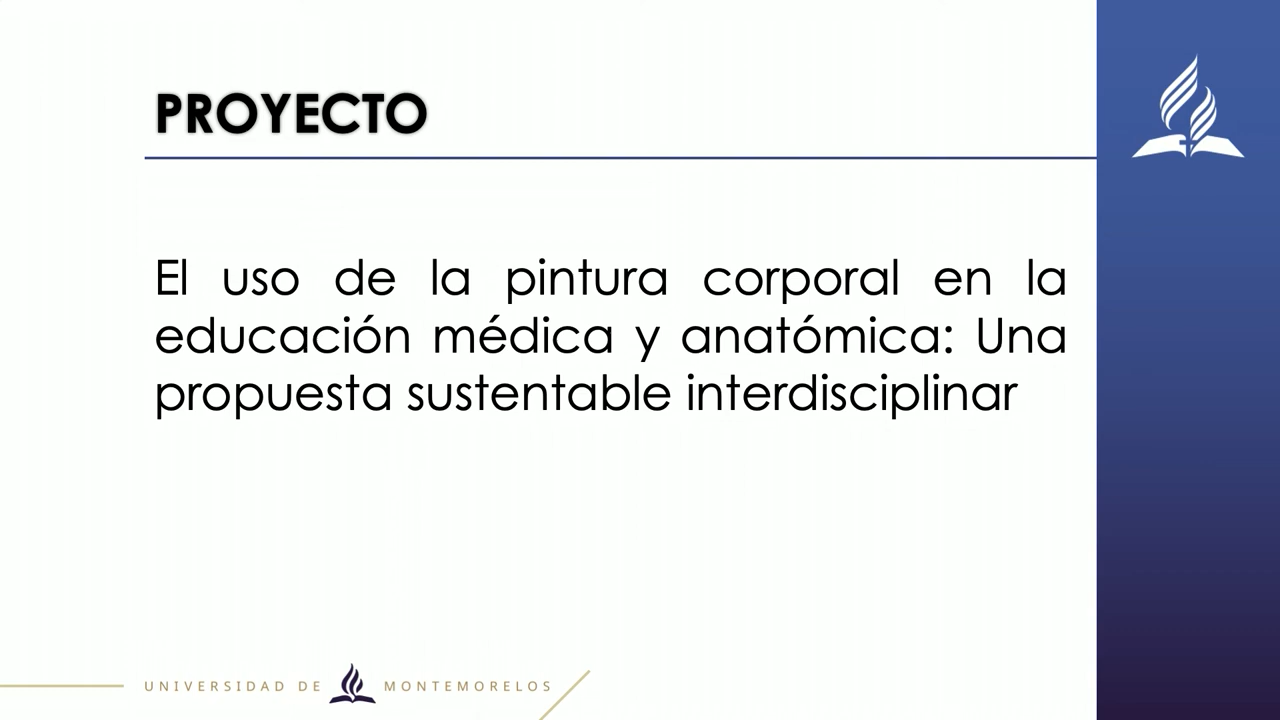 PROYECTO
El uso de la pintura corporal en la
educación médica y anatómica: Una
propuesta sustentable interdisciplinar
UNIVERSIDAD DE MONTEMORELOS